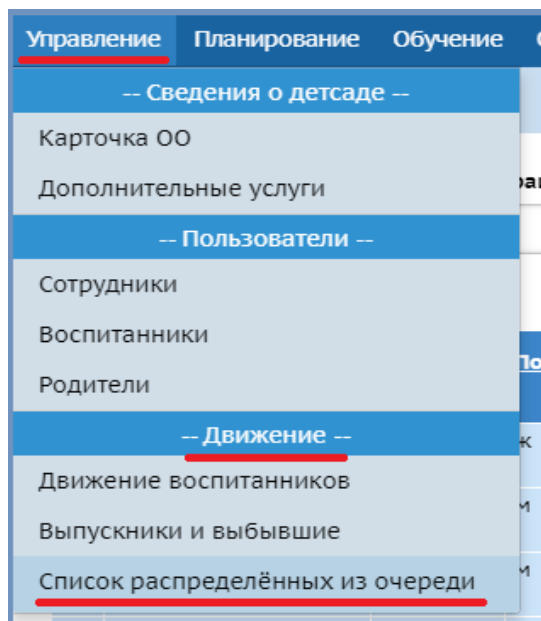 Управление Планирование Обучение
-- Сведения о детсаде --
Карточка ОО
Дополнительные услуги
-- Пользователи --
Сотрудники
Воспитанники
Родители
-- Движение --
Движение воспитанников
Выпускники и выбывшие
Список распределённых из очереди